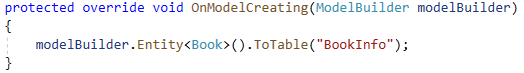 protected override void OnModelCreating(ModelBuilder modelBuilder)
{
    modelBuilder.Entity<Book>().ToTable("BookInfo");
}